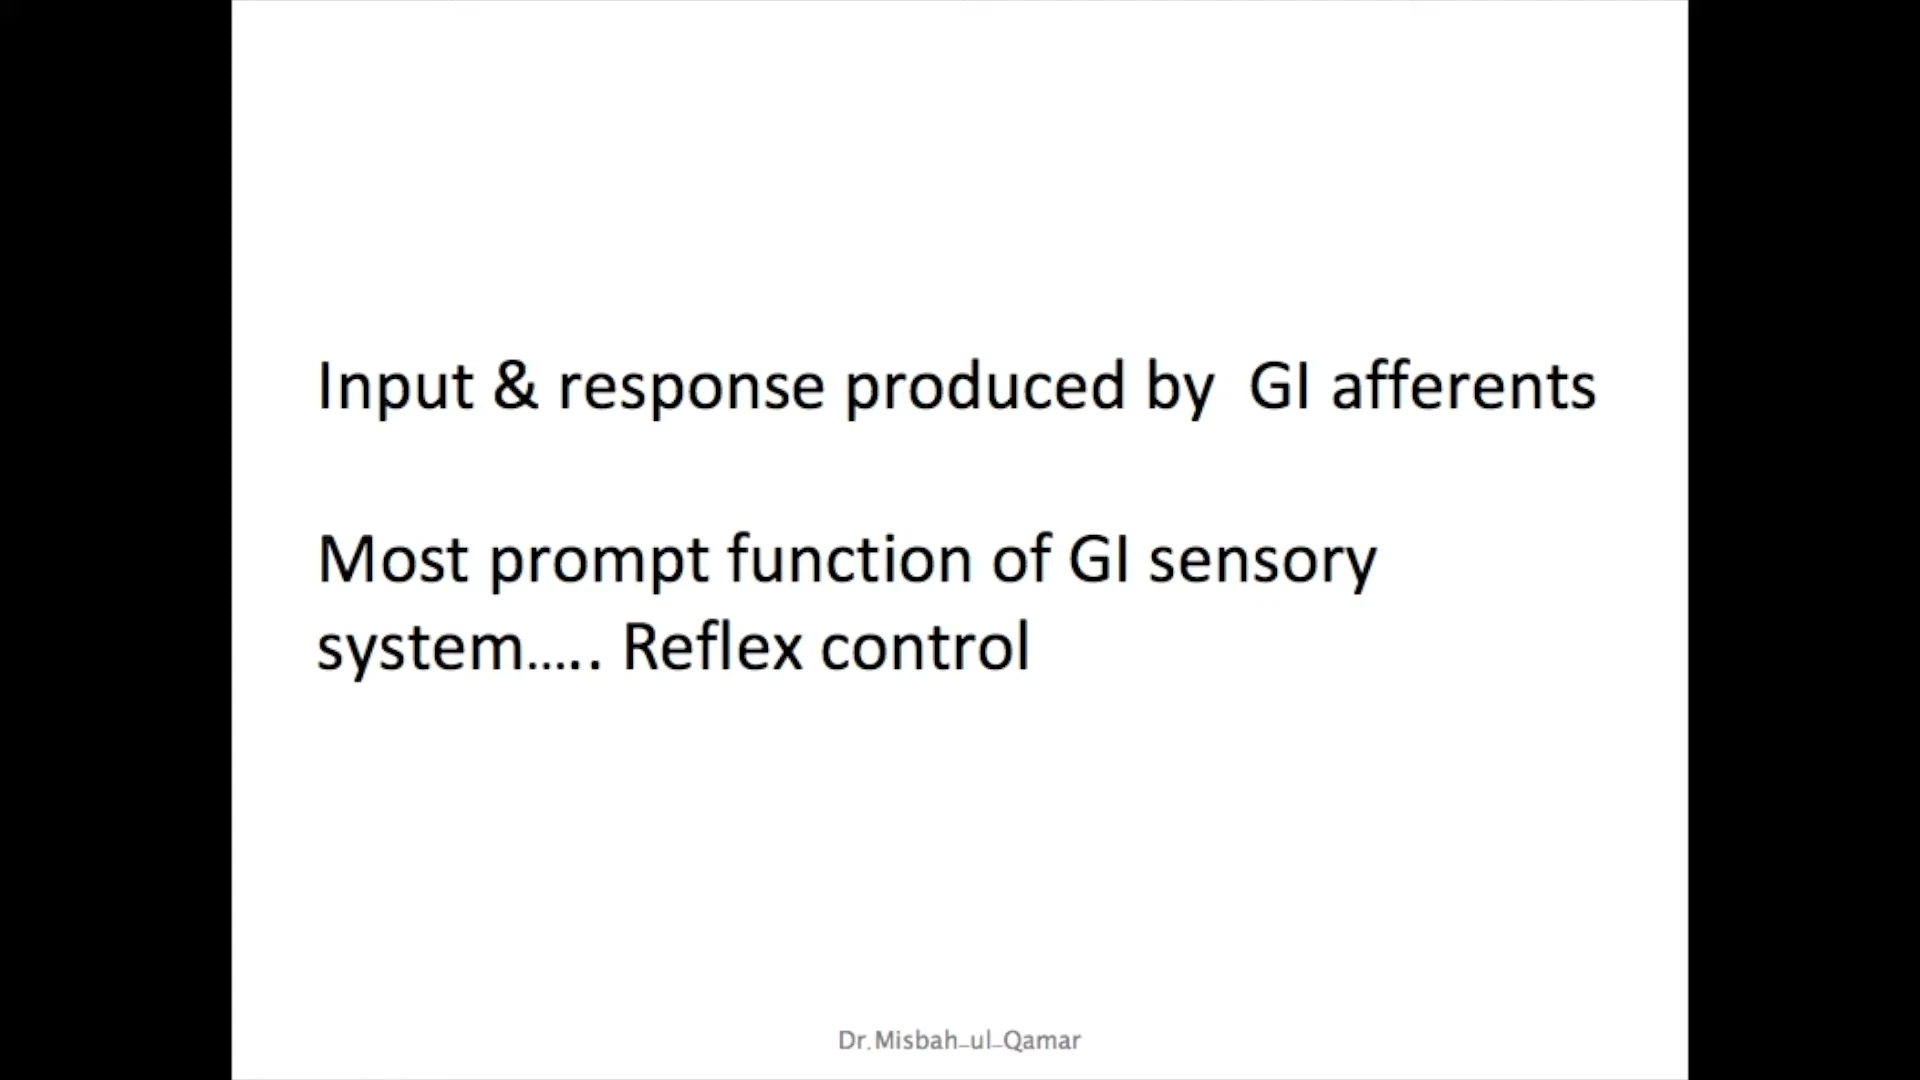 Input & response produced by  GI afferents
Most prompt function of GI sensory
system..... Reflex control
Dr.Misbah_ul_Qamar